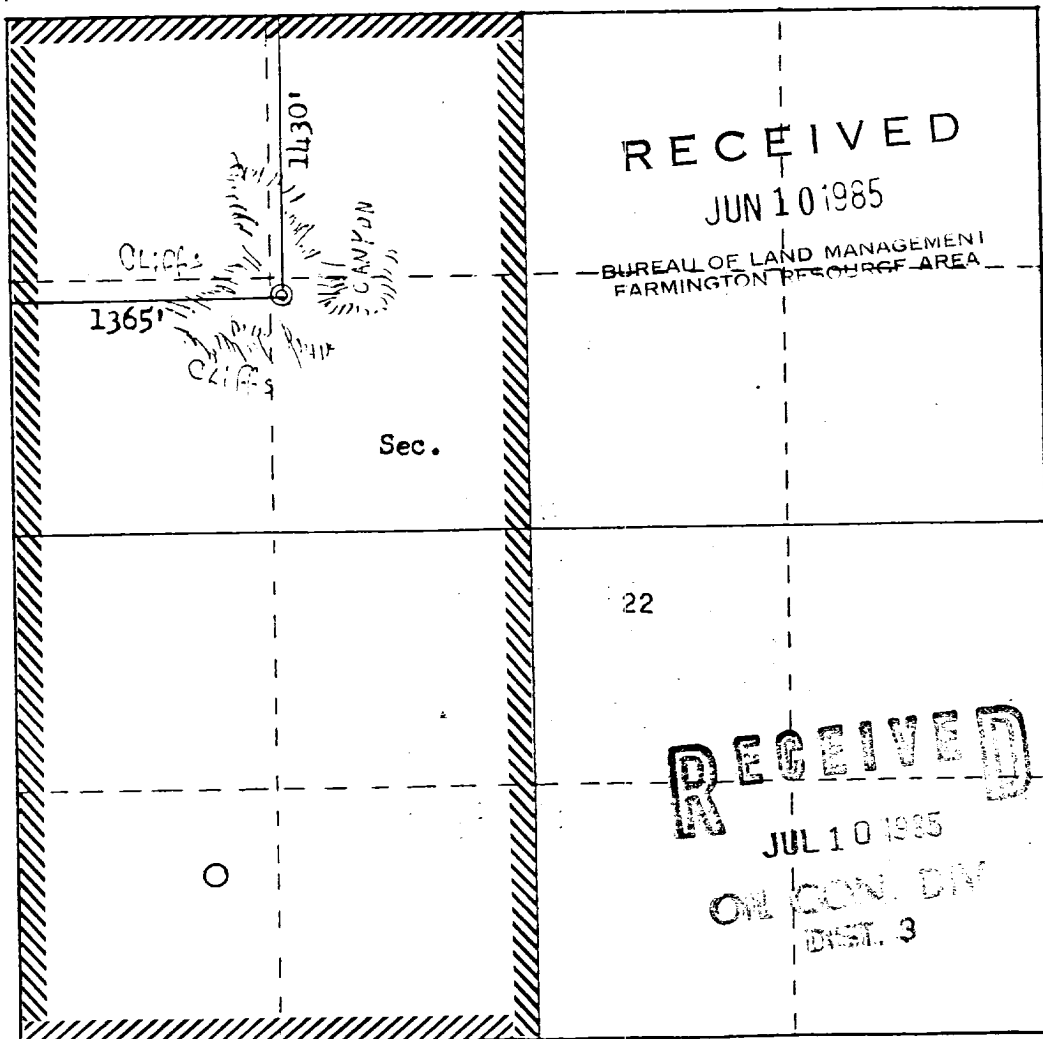 1430'
RECEIVED
JUN 10 1985
BUREAU OF LAND MANAGEMENT
FARMINGTON RESOURCE AREA
CLiffs
CANYON
1365'
CLiffs
Sec.
22
RECEIVED
JUL 10 1985
OIL CON. DIV
DIST. 3